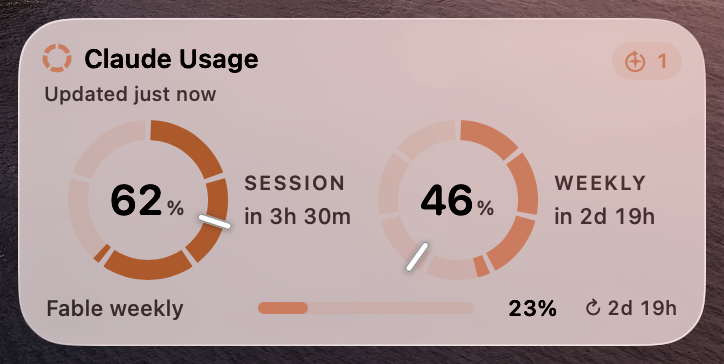 Claude Usage
1
Updated just now
62%
SESSION
in 3h 30m
46%
WEEKLY
in 2d 19h
Fable weekly
23%
2d 19h